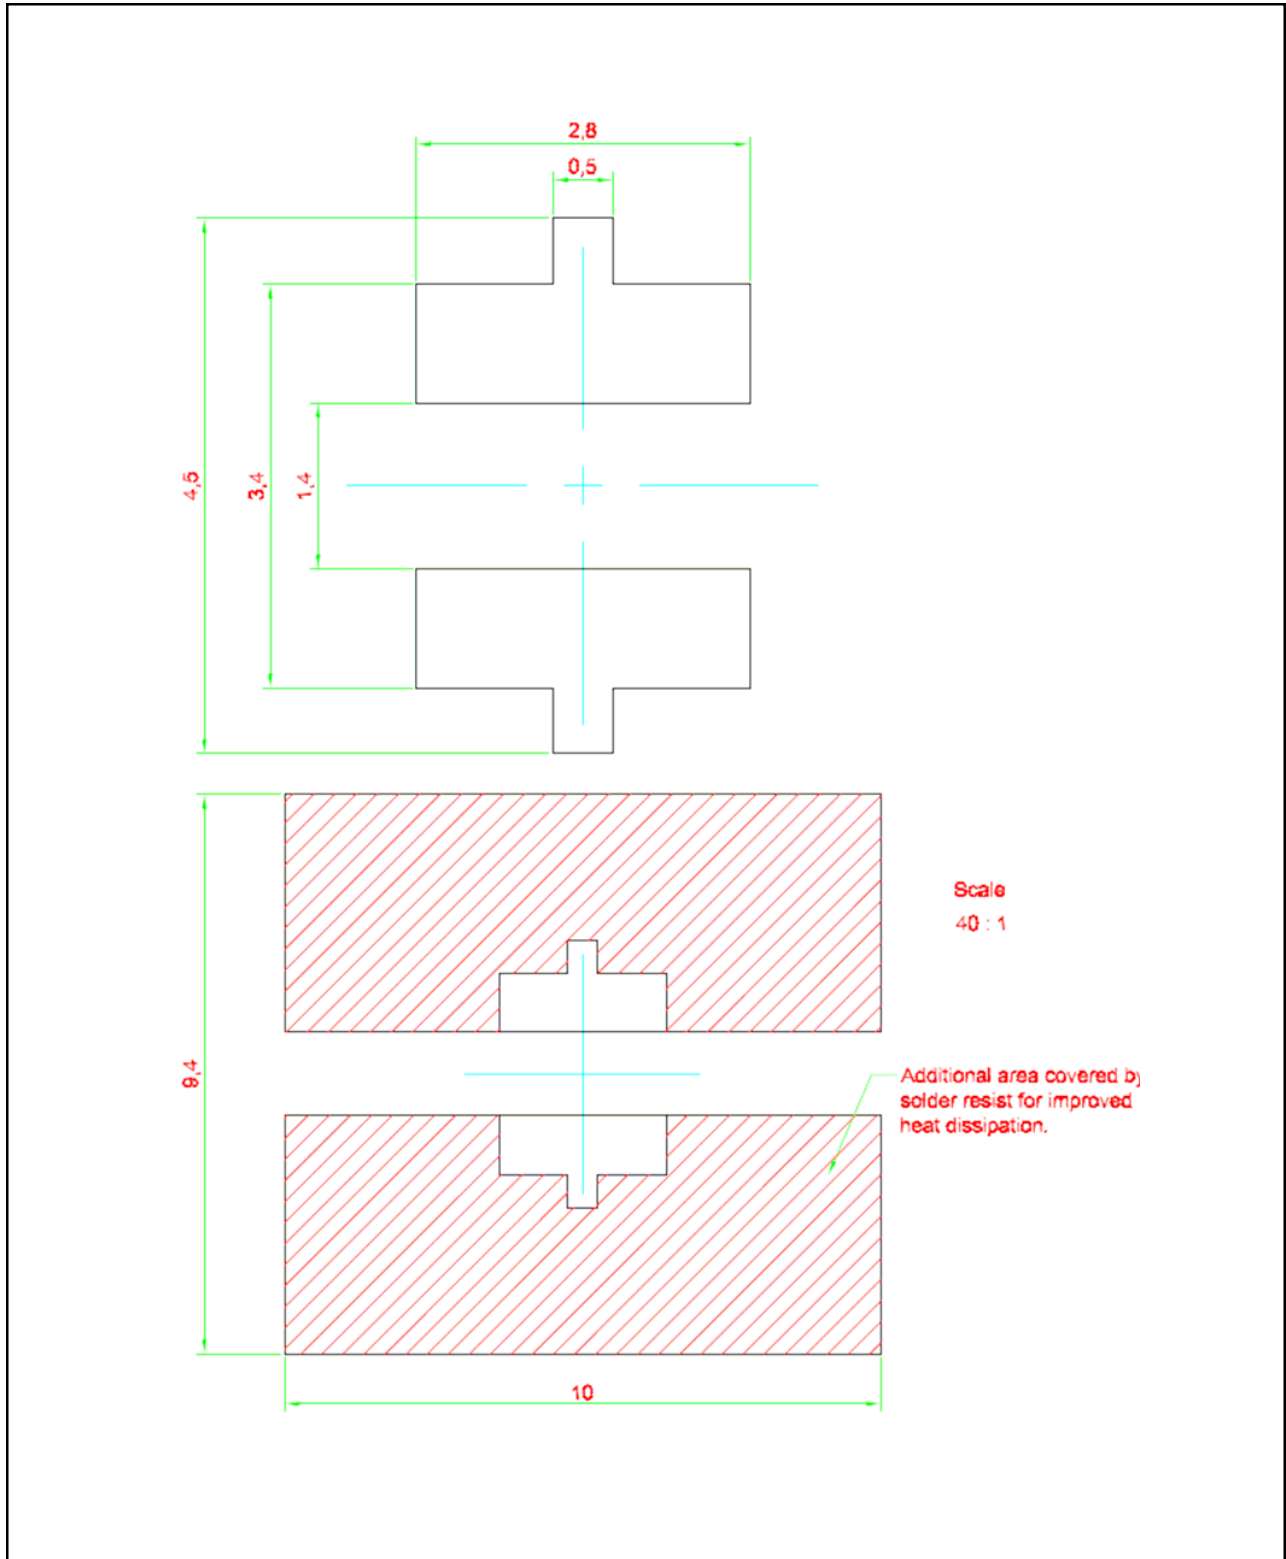 2,8
0,5
4,5
3,4
1,4
Scale
40 : 1
9,4
Additional area covered by
solder resist for improved
heat dissipation.
10